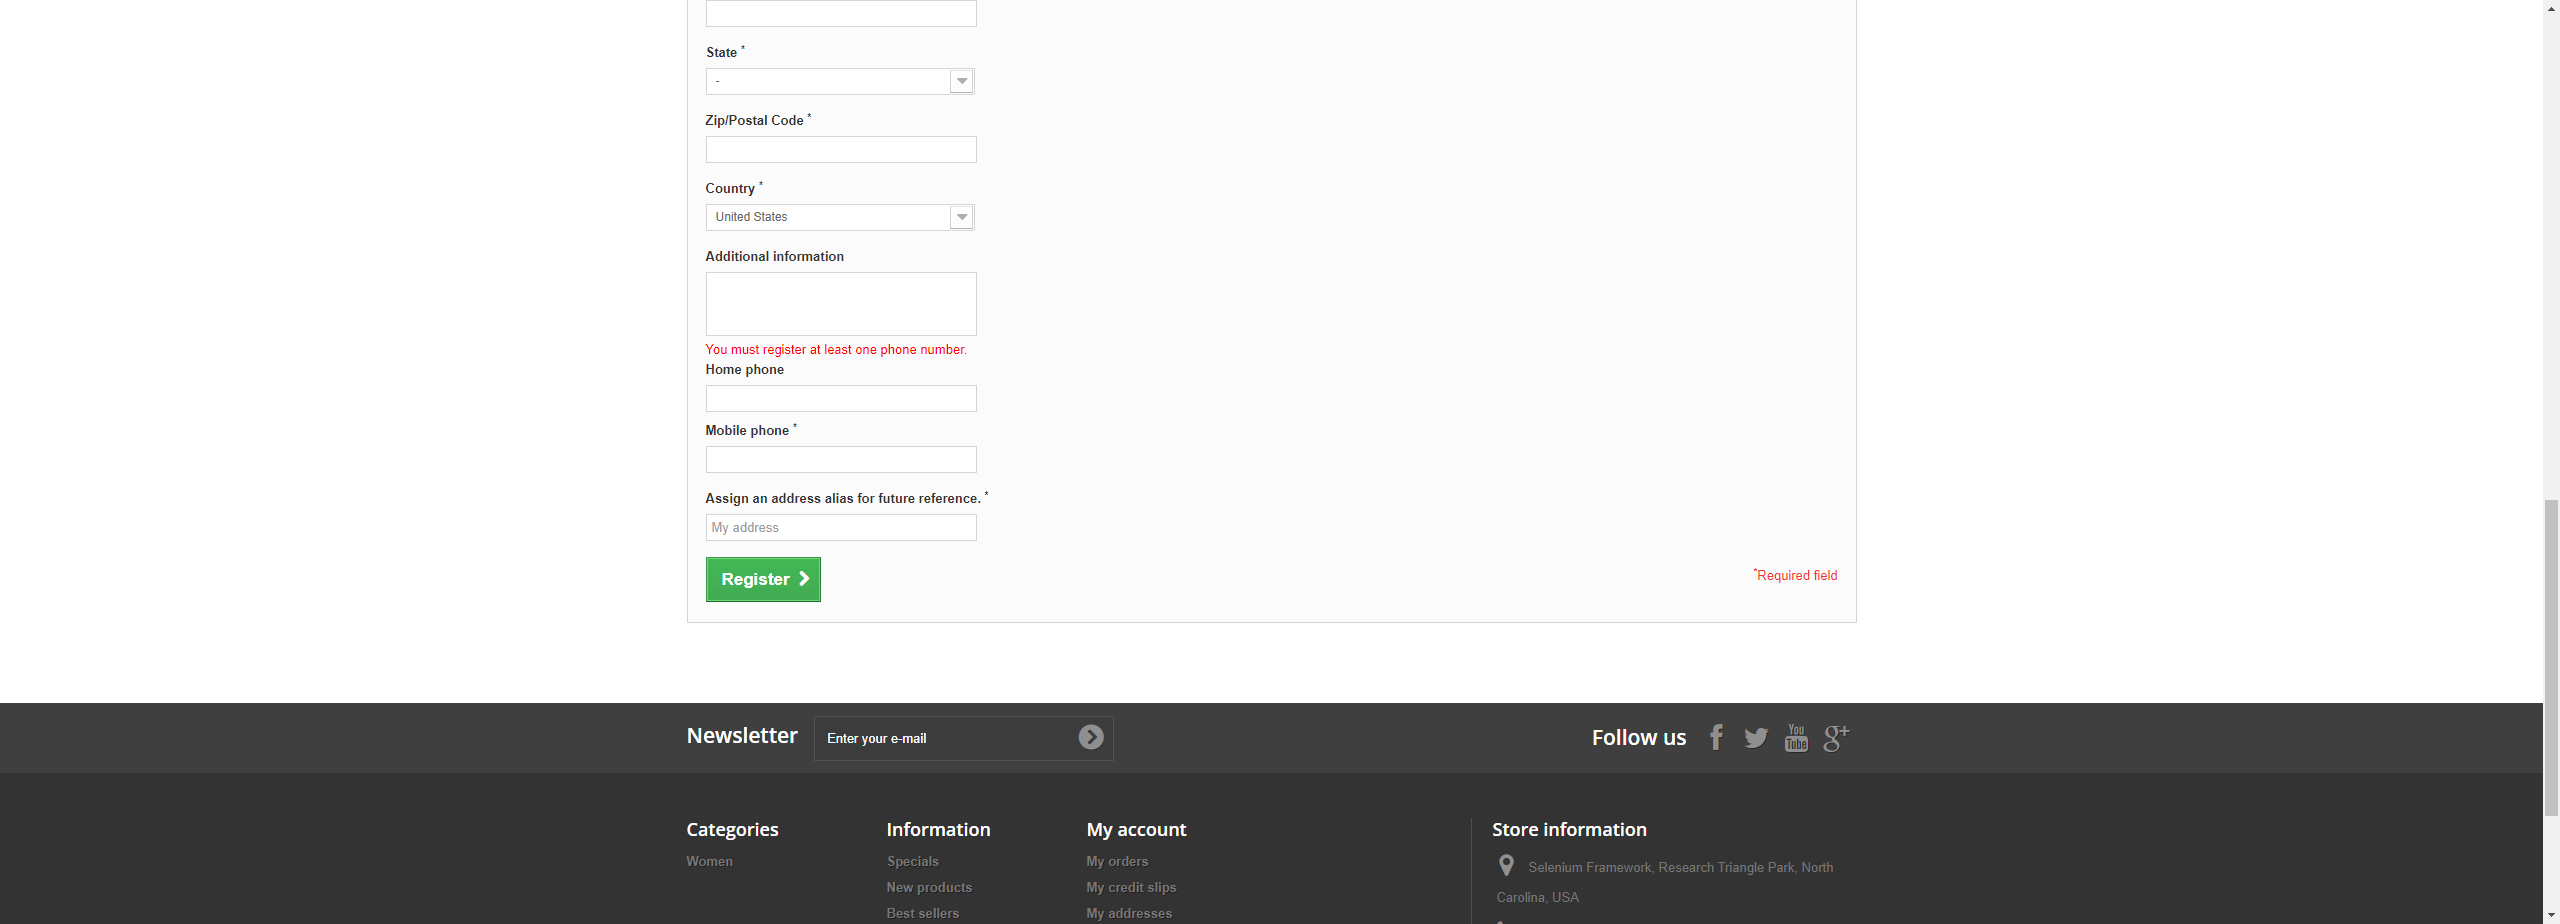 State *
-
Zip/Postal Code *
Country *
United States
Additional information
You must register at least one phone number.
Home phone
Mobile phone *
Assign an address alias for future reference. *
My address
Register
*Required field
Newsletter
Enter your e-mail
Follow us
You
Tube
g+
Categories
Women
Information
Specials
New products
Best sellers
My account
My orders
My credit slips
My addresses
Store information
Selenium Framework, Research Triangle Park, North
Carolina, USA